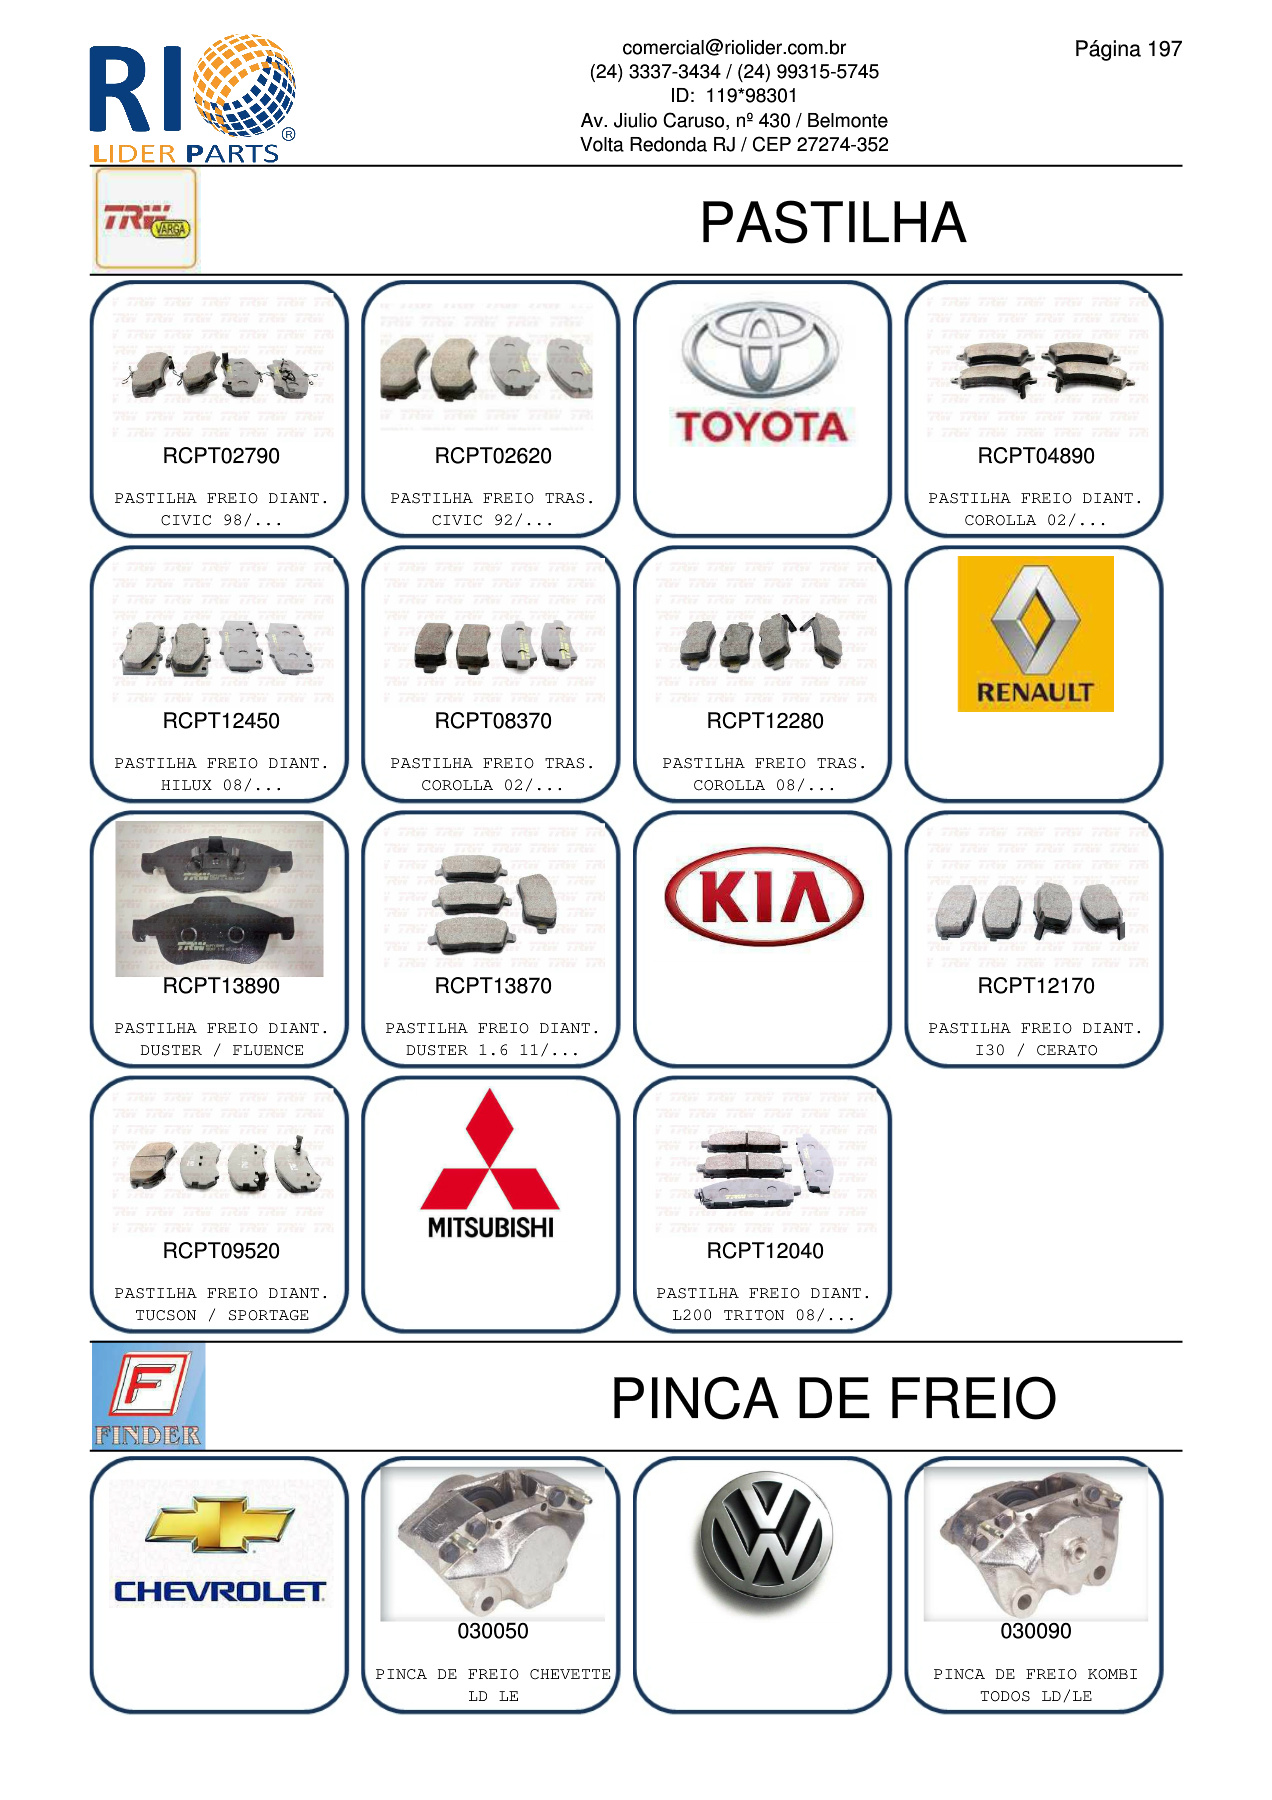 RIO
LIDER PARTS
®
comercial@riolider.com.br
(24) 3337-3434 / (24) 99315-5745
ID: 119*98301
Av. Jiulio Caruso, nº 430 / Belmonte
Volta Redonda RJ / CEP 27274-352
Página 197
TRW
VARGA
PASTILHA
RCPT02790
PASTILHA FREIO DIANT.
CIVIC 98/...
RCPT02620
PASTILHA FREIO TRAS.
CIVIC 92/...
TOYOTA
RCPT04890
PASTILHA FREIO DIANT.
COROLLA 02/...
RCPT12450
PASTILHA FREIO DIANT.
HILUX 08/...
RCPT08370
PASTILHA FREIO TRAS.
COROLLA 02/...
RCPT12280
PASTILHA FREIO TRAS.
COROLLA 08/...
RENAULT
RCPT13890
PASTILHA FREIO DIANT.
DUSTER / FLUENCE
RCPT13870
PASTILHA FREIO DIANT.
DUSTER 1.6 11/...
KIA
RCPT12170
PASTILHA FREIO DIANT.
I30 / CERATO
RCPT09520
PASTILHA FREIO DIANT.
TUCSON / SPORTAGE
MITSUBISHI
RCPT12040
PASTILHA FREIO DIANT.
L200 TRITON 08/...
F
FINDER
PINCA DE FREIO
CHEVROLET
030050
PINCA DE FREIO CHEVETTE
LD LE
VW
030090
PINCA DE FREIO KOMBI
TODOS LD/LE